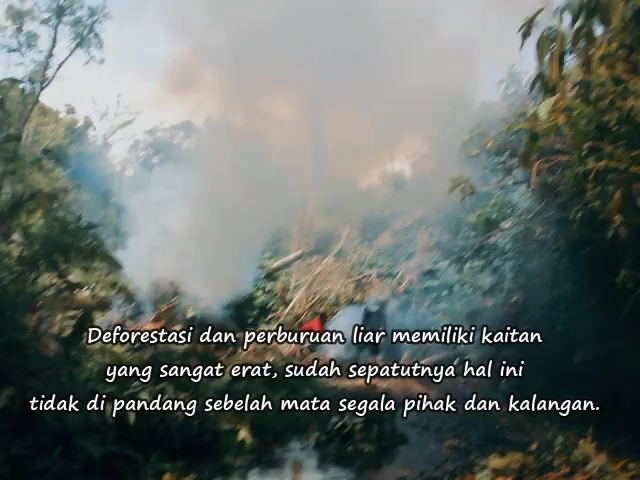 Deforestasi dan perburuan liar memiliki kaitan
yang sangat erat, sudah sepatutnya hal ini
tidak di pandang sebelah mata segala pihak dan kalangan.